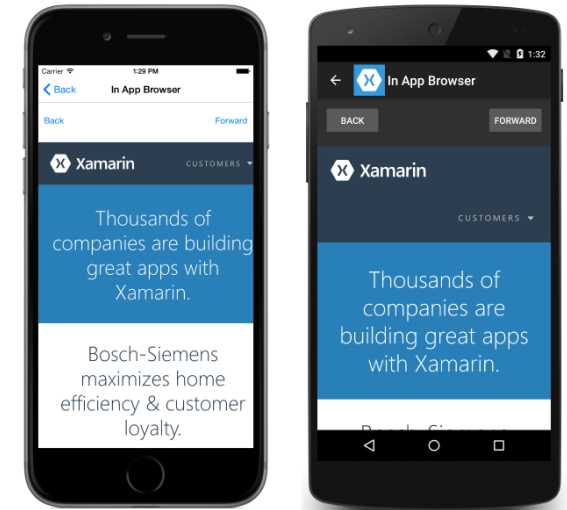 Carrier 1:29 PM
Back In App Browser
Back Forward
Xamarin CUSTOMERS
Thousands of
companies are building
great apps with
Xamarin.
Bosch-Siemens
maximizes home
efficiency & customer
loyalty.
1:32
In App Browser
BACK FORWARD
Xamarin
CUSTOMERS
Thousands of
companies are
building great apps
with Xamarin.
Bosch-Siemens